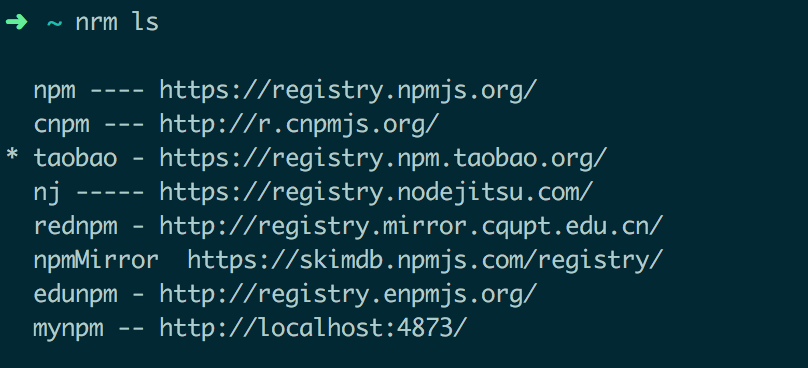 ➜ ~ nrm ls
npm ---- https://registry.npmjs.org/
cnpm --- http://r.cnpmjs.org/
* taobao - https://registry.npm.taobao.org/
nj ----- https://registry.nodejitsu.com/
rednpm - http://registry.mirror.cqupt.edu.cn/
npmMirror  https://skimdb.npmjs.com/registry/
edunpm - http://registry.enpmjs.org/
mynpm -- http://localhost:4873/